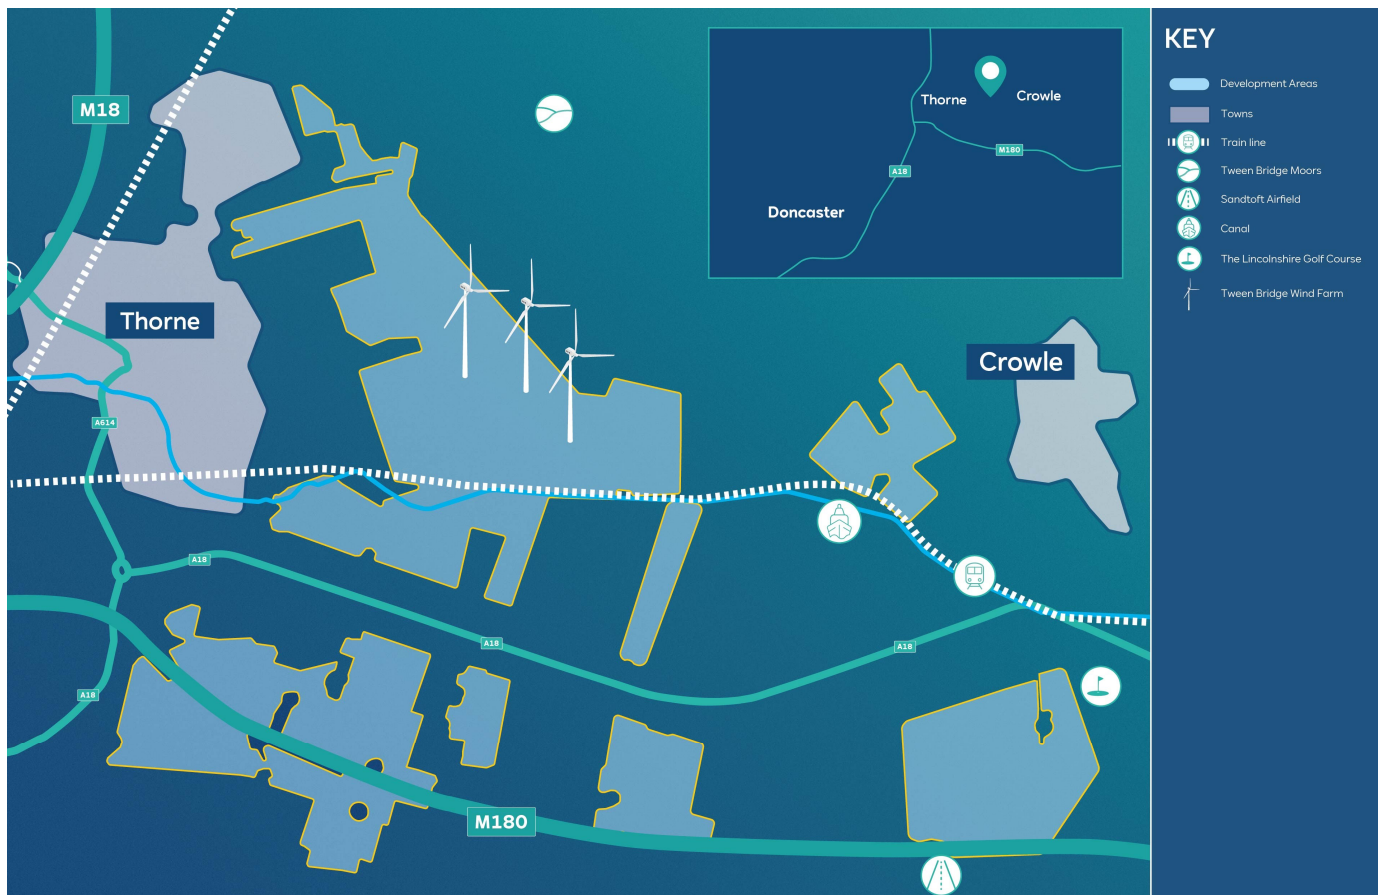 M18
Thorne
A614
A18
A18
A18
A18
M180
Crowle
Thorne
Crowle
M180
A18
Doncaster
KEY
Development Areas
Towns
Train line
Tween Bridge Moors
Sandtoft Airfield
Canal
The Lincolnshire Golf Course
Tween Bridge Wind Farm